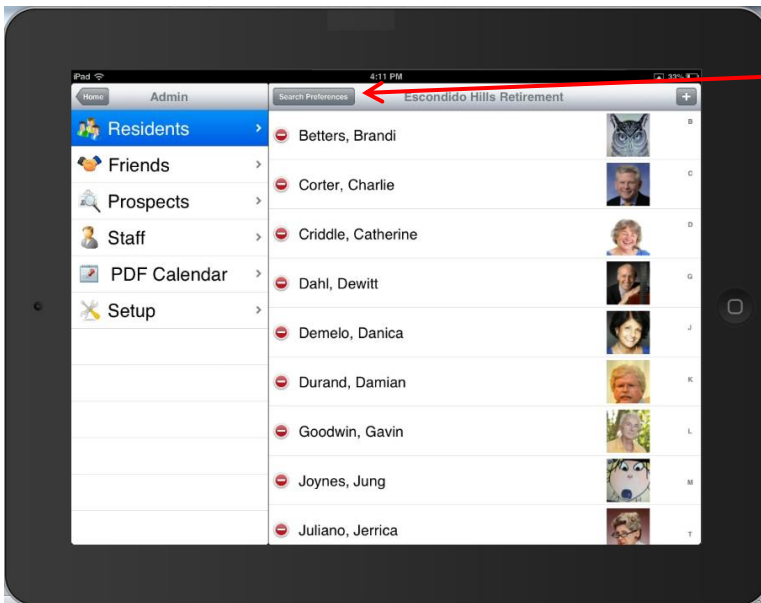 iPad 4:11 PM 33%
Home Admin Search Preferences Escondido Hills Retirement +
Residents
Friends
Prospects
Staff
PDF Calendar
Setup
Betters, Brandi
Corter, Charlie
Criddle, Catherine
Dahl, Dewitt
Demelo, Danica
Durand, Damian
Goodwin, Gavin
Joynes, Jung
Juliano, Jerrica
B
C
D
G
J
K
L
M
T